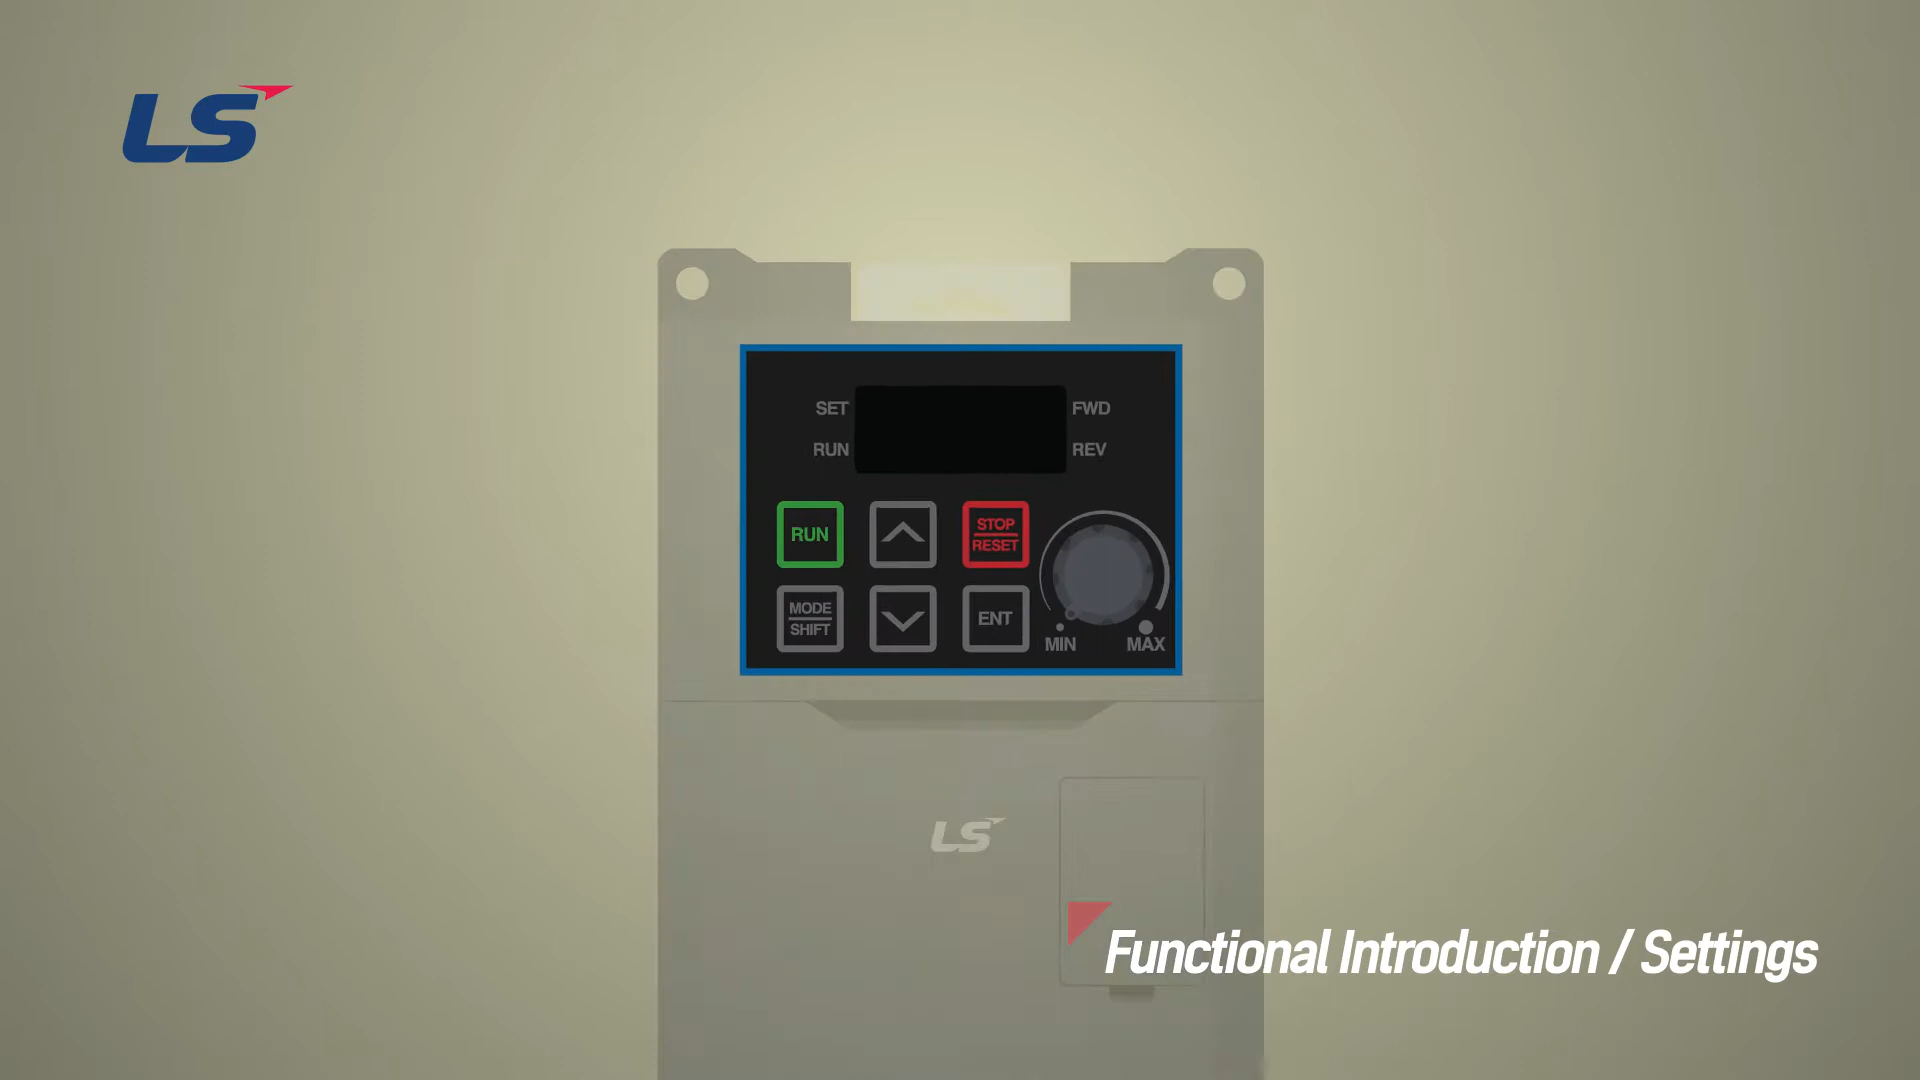 LS
SET
FWD
RUN
REV
RUN
STOP
RESET
MODE
SHIFT
ENT
MIN
MAX
LS
Functional Introduction / Settings